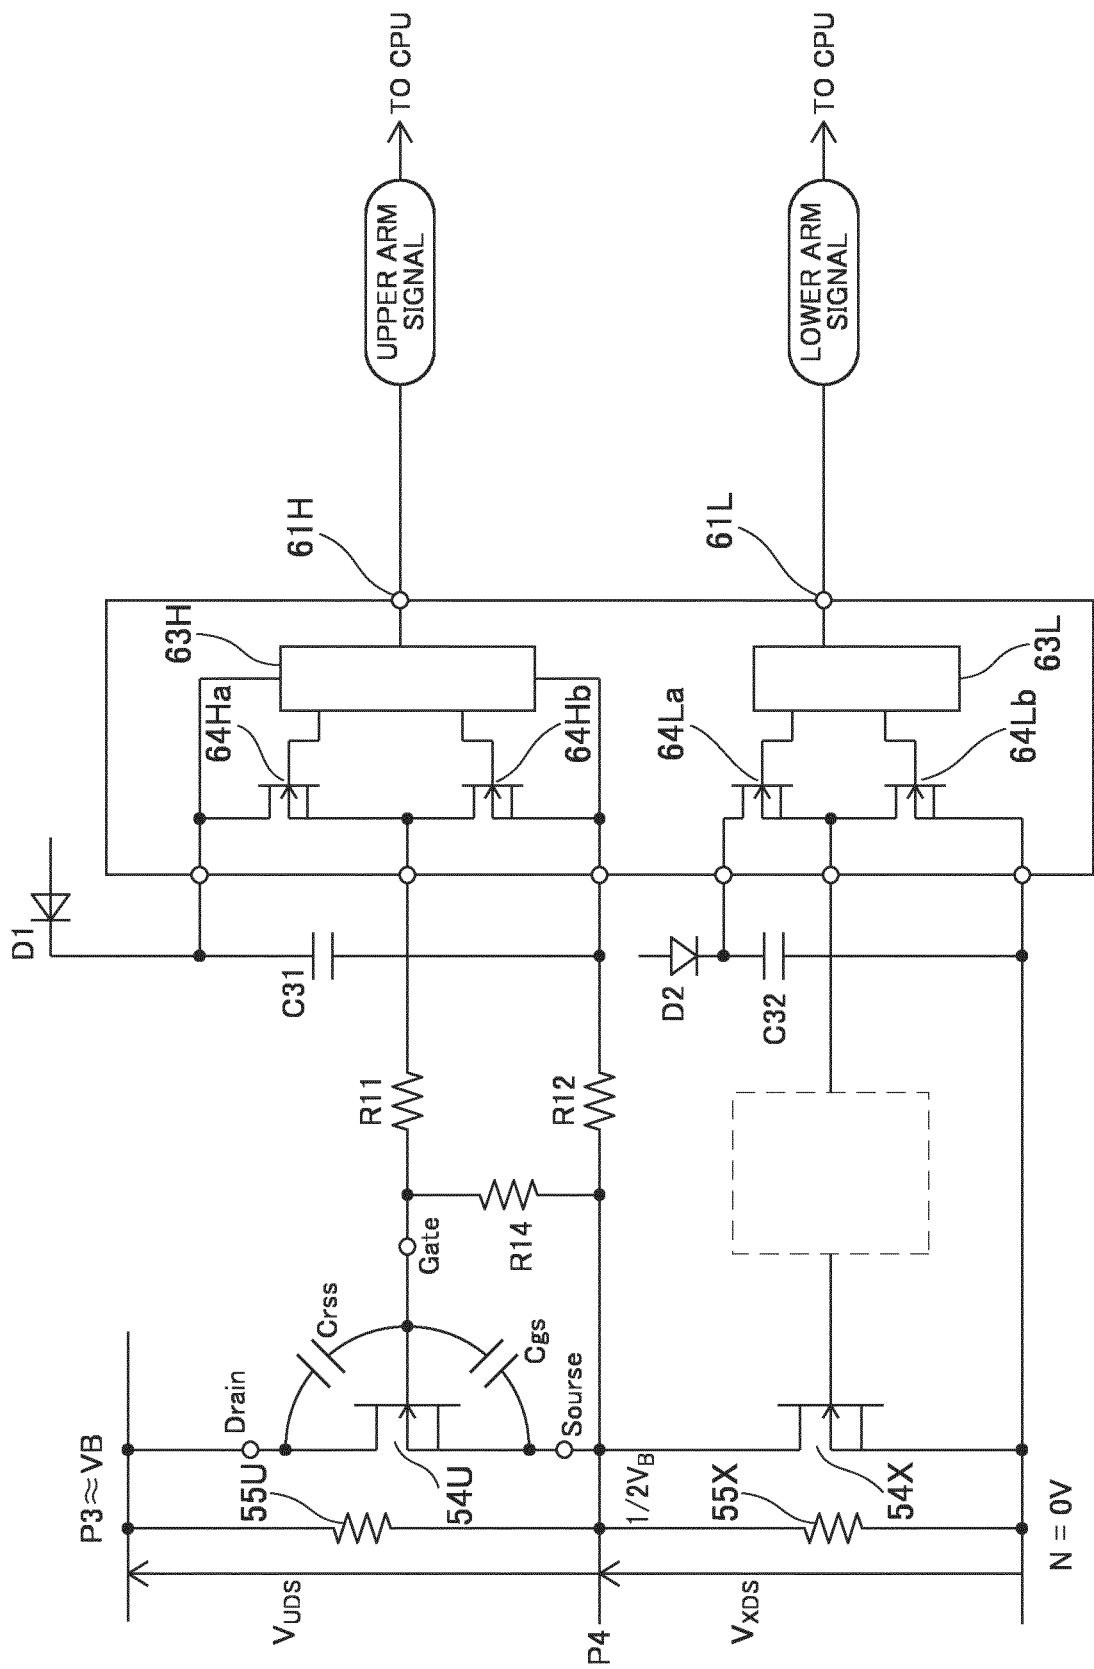 P3≈VB
VUDS
55U
Drain
Crss
54U
Cgs
Sourse
Gate
R14
R11
R12
C31
D1
64Ha
63H
64Hb
61H
UPPER ARM
SIGNAL
TO CPU
P4
1/2VB
VXDS
55X
54X
N = 0V
D2
C32
64La
63L
64Lb
61L
LOWER ARM
SIGNAL
TO CPU